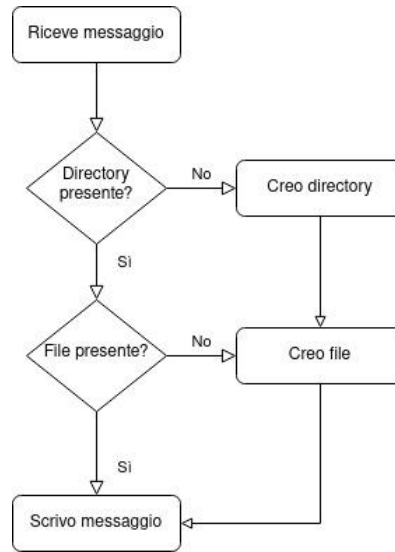 Riceve messaggio
Directory
presente?
No
Creo directory
Sì
File presente?
No
Creo file
Sì
Scrivo messaggio